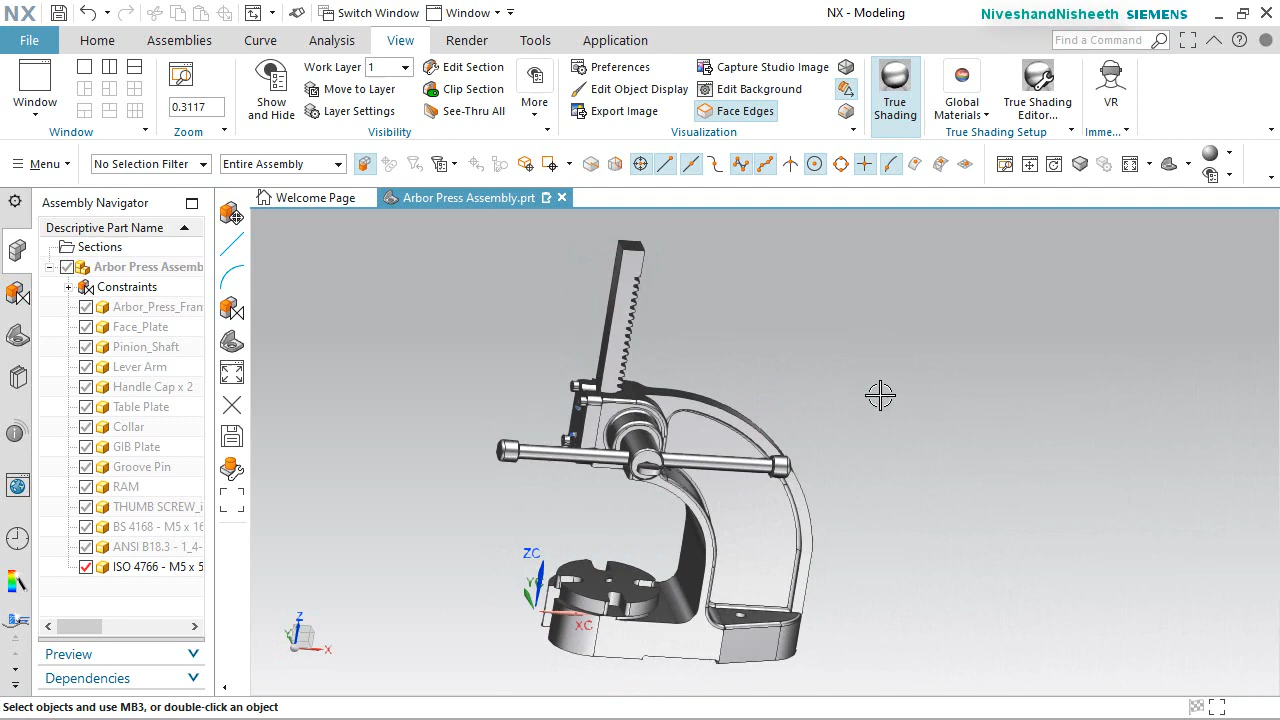 NX Switch Window Window NX - Modeling NiveshandNisheeth SIEMENS
File Home Assemblies Curve Analysis View Render Tools Application Find a Command
Window
0.3117
Show and Hide
Work Layer 1
Move to Layer
Layer Settings
Edit Section
Clip Section
See-Thru All
More
Preferences
Edit Object Display
Export Image
Capture Studio Image
Edit Background
Face Edges
True Shading
Global Materials
True Shading Editor...
VR
Window Zoom Visibility Visualization True Shading Setup Imme...
Menu No Selection Filter Entire Assembly
Assembly Navigator
Welcome Page Arbor Press Assembly.prt
Descriptive Part Name
Sections
Arbor Press Assemb
Constraints
Arbor_Press_Fran
Face_Plate
Pinion_Shaft
Lever Arm
Handle Cap x 2
Table Plate
Collar
GIB Plate
Groove Pin
RAM
THUMB SCREW_i
BS 4168 - M5 x 16
ANSI B18.3 - 1_4-
ISO 4766 - M5 x 5
ZC
YC
XC
Z
Y
X
Preview
Dependencies
Select objects and use MB3, or double-click an object